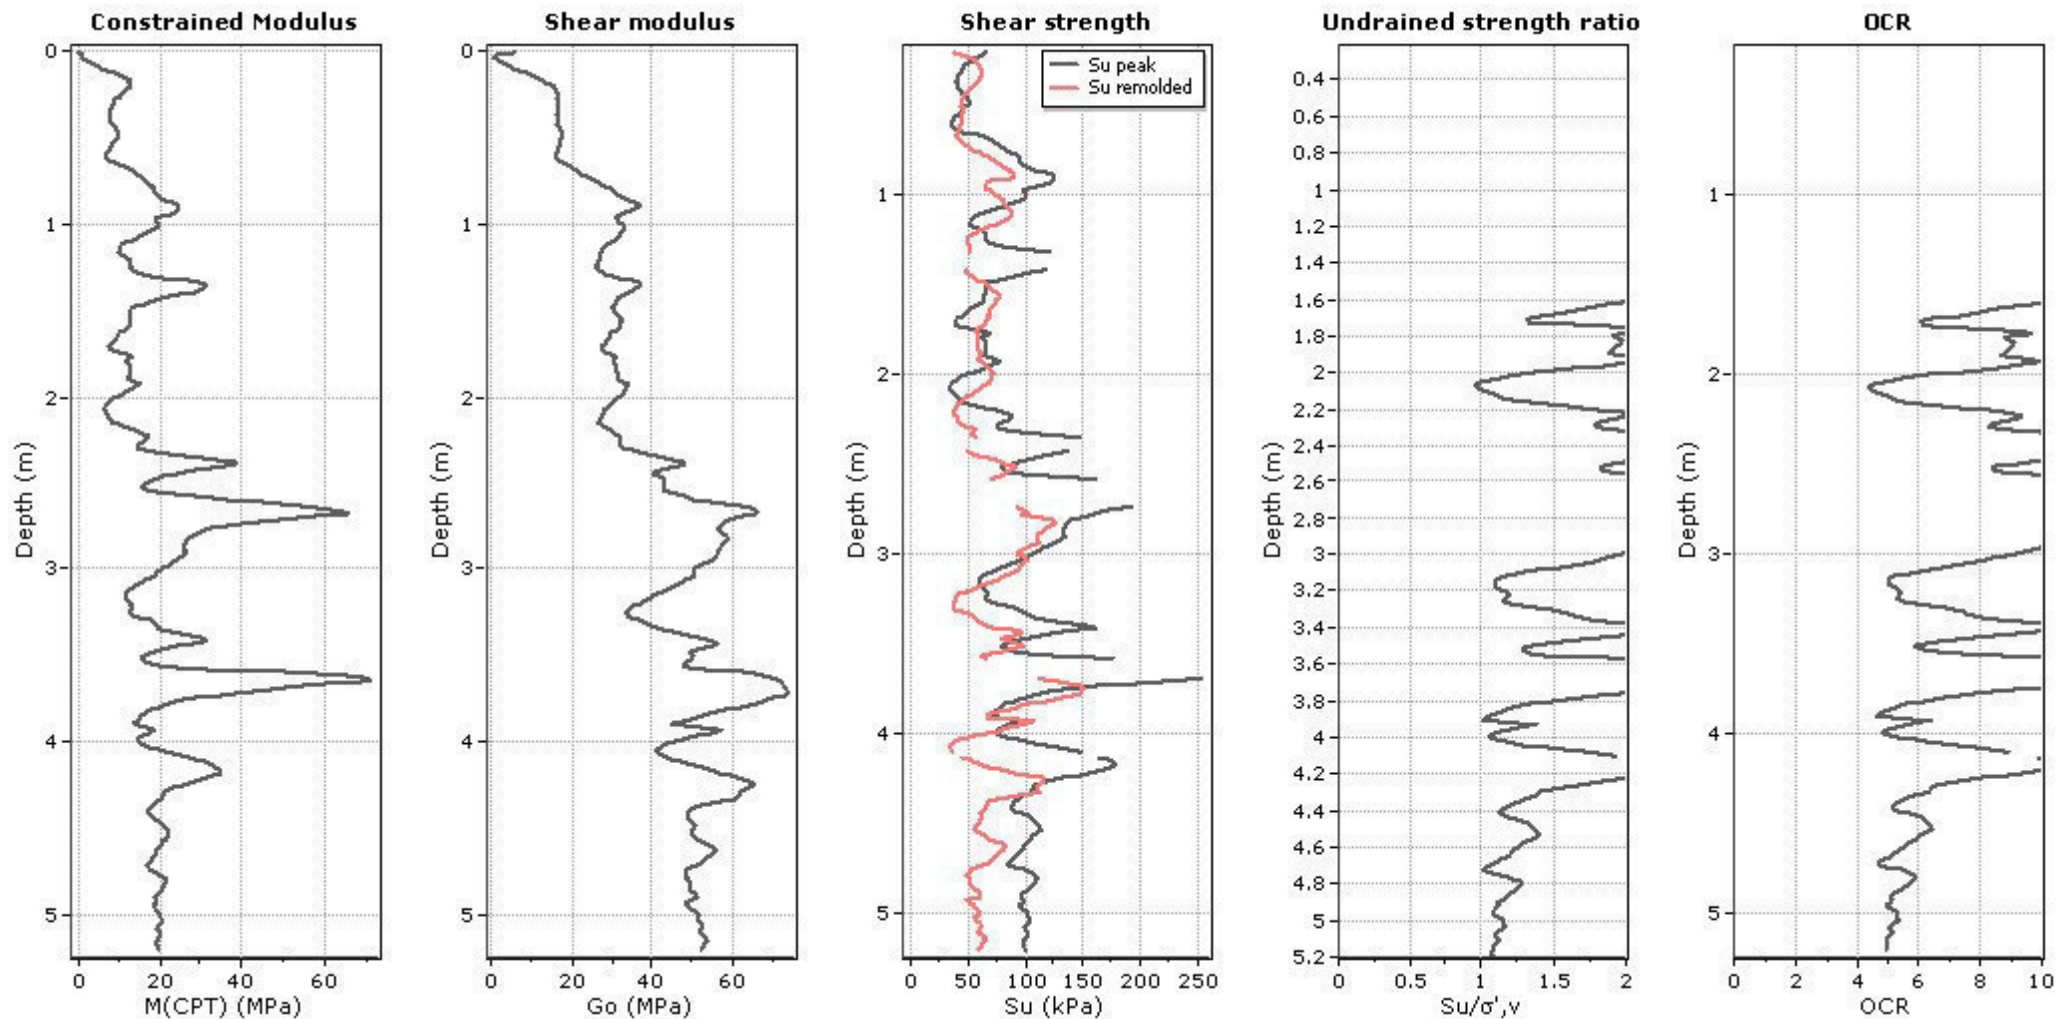 Constrained Modulus
0
1
2
3
4
5
Depth (m)
0 20 40 60
M(CPT) (MPa)
Shear modulus
0
1
2
3
4
5
Depth (m)
0 20 40 60
Go (MPa)
Shear strength
Su peak
Su remolded
1
2
3
4
5
Depth (m)
0 50 100 150 200 250
Su (kPa)
Undrained strength ratio
0.4
0.6
0.8
1
1.2
1.4
1.6
1.8
2
2.2
2.4
2.6
2.8
3
3.2
3.4
3.6
3.8
4
4.2
4.4
4.6
4.8
5
5.2
Depth (m)
0 0.5 1 1.5 2
Su/σ',v
OCR
1
2
3
4
5
Depth (m)
0 2 4 6 8 10
OCR